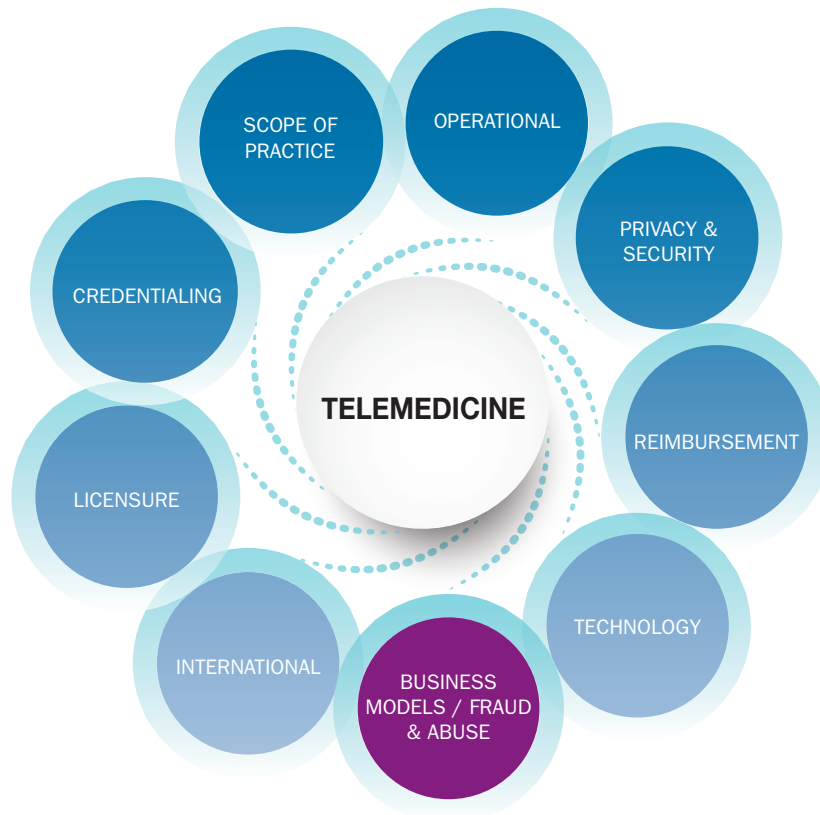 SCOPE OF
PRACTICE
OPERATIONAL
PRIVACY &
SECURITY
CREDENTIALING
TELEMEDICINE
REIMBURSEMENT
LICENSURE
TECHNOLOGY
INTERNATIONAL
BUSINESS
MODELS / FRAUD
& ABUSE